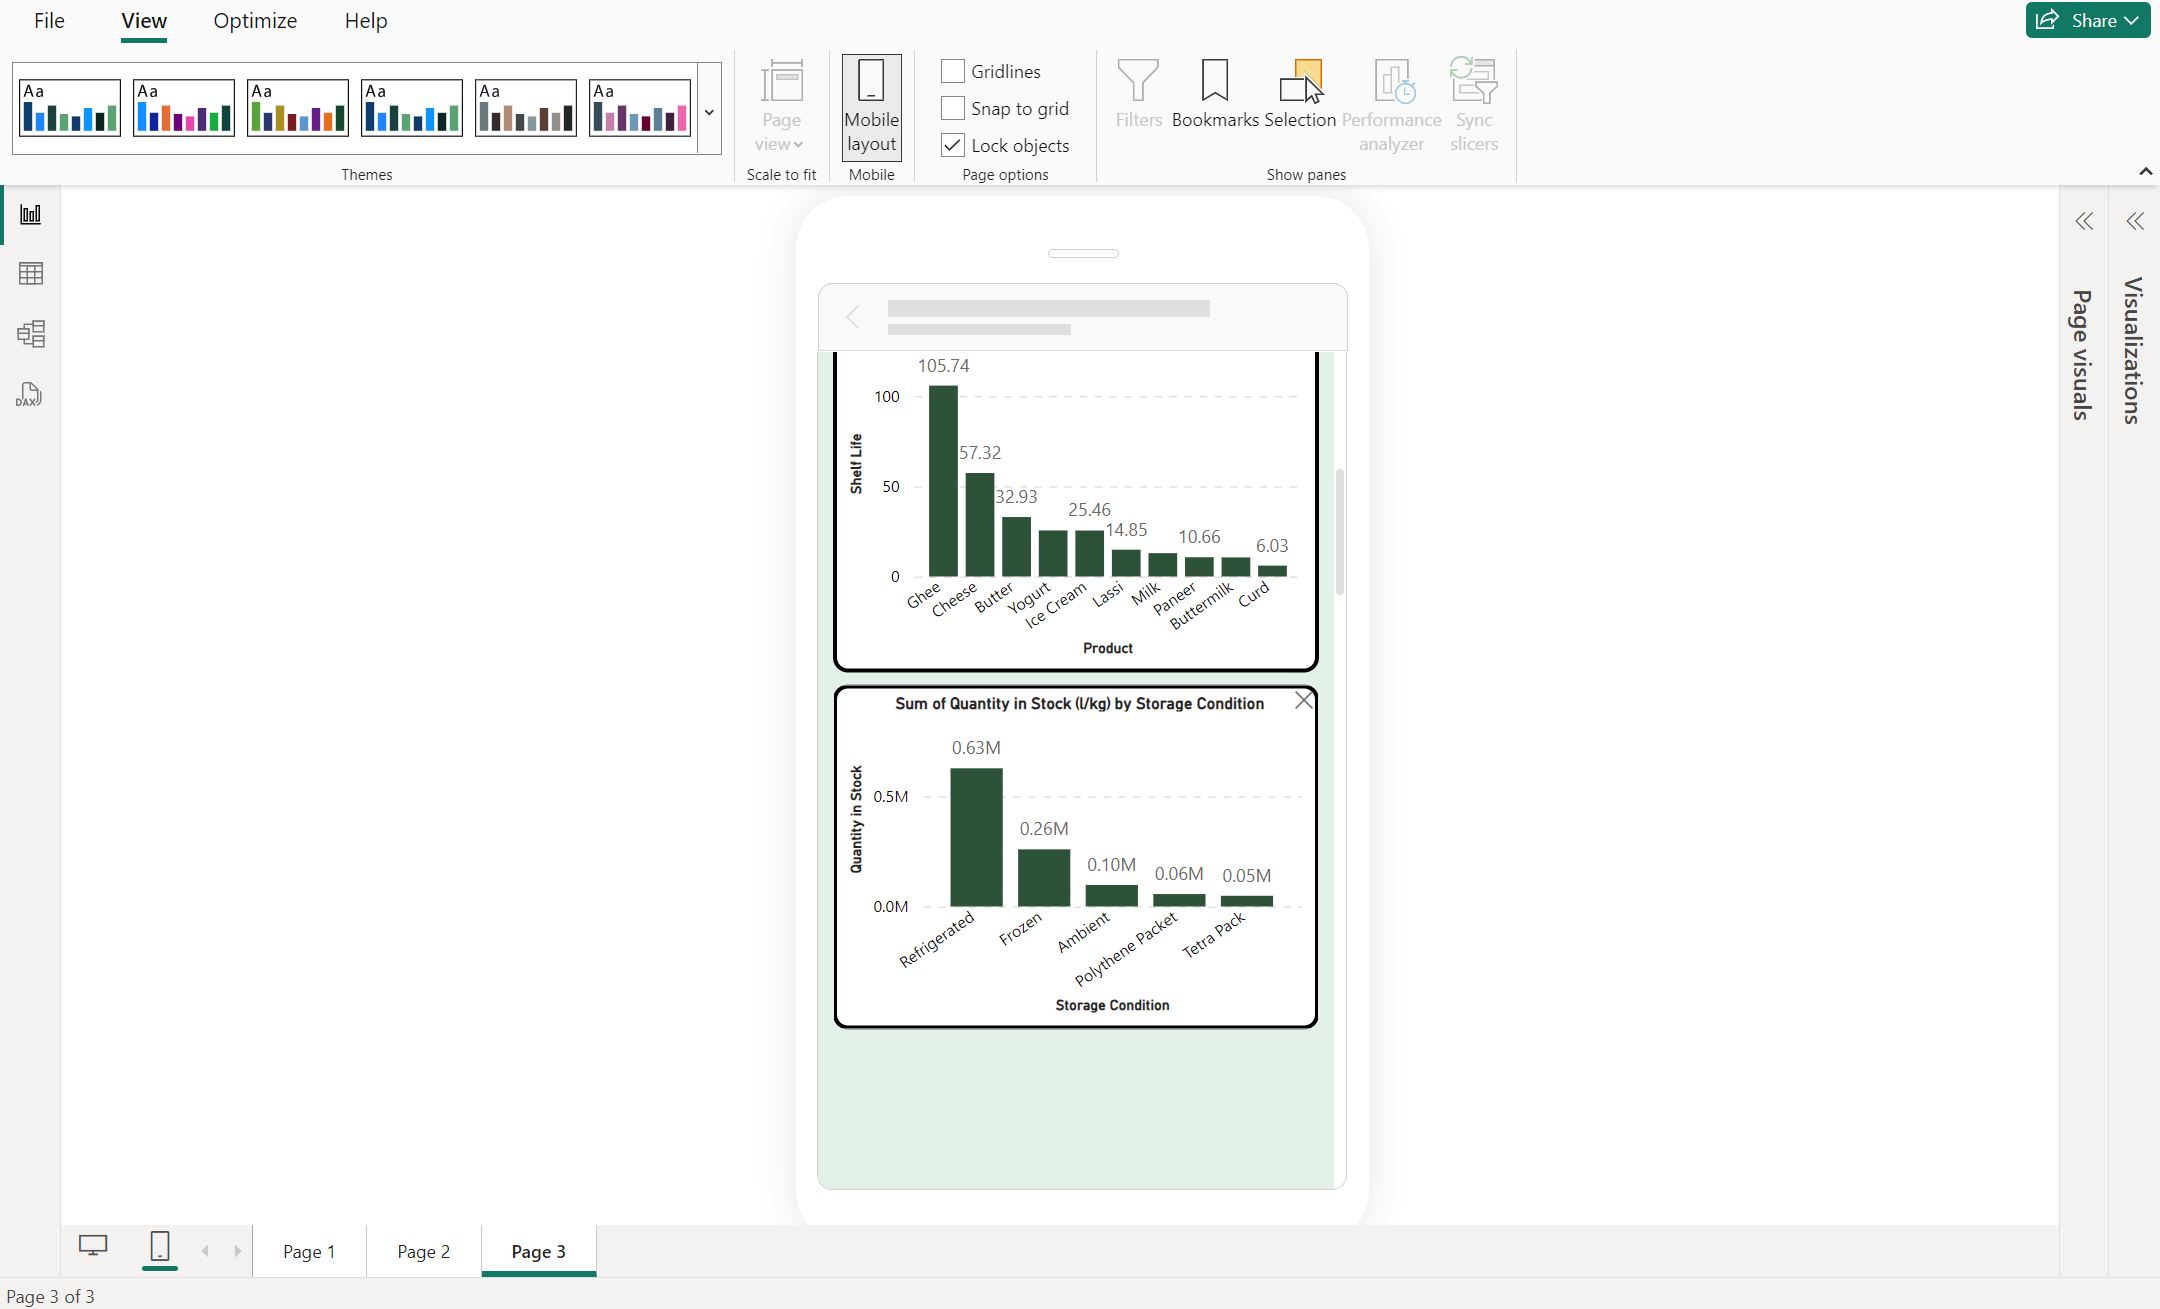 File View Optimize Help Share
Aa Aa Aa Aa Aa Aa
Page view
Mobile layout
Gridlines
Snap to grid
Lock objects
Filters Bookmarks Selection Performance analyzer Sync slicers
Themes Scale to fit Mobile Page options Show panes
DAX
Page visuals
Visualizations
105.74
100
57.32
Shelf Life
50
32.93
25.46
14.85
10.66
6.03
0
Ghee Cheese Butter Yogurt Ice Cream Lassi Milk Paneer Buttermilk Curd
Product
Sum of Quantity in Stock (l/kg) by Storage Condition
0.63M
Quantity in Stock
0.5M
0.26M
0.10M
0.06M
0.05M
0.0M
Refrigerated Frozen Ambient Polythene Packet Tetra Pack
Storage Condition
Page 1 Page 2 Page 3
Page 3 of 3